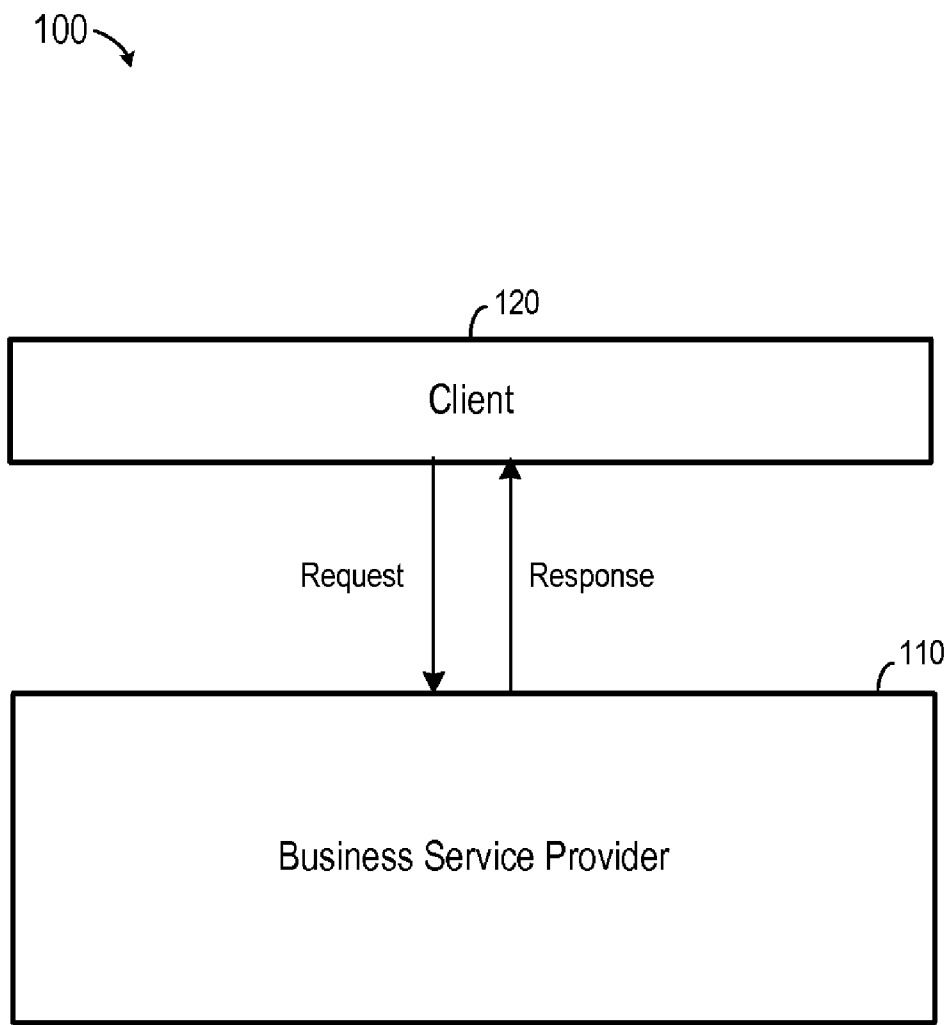 100
120
Client
Request
Response
110
Business Service Provider